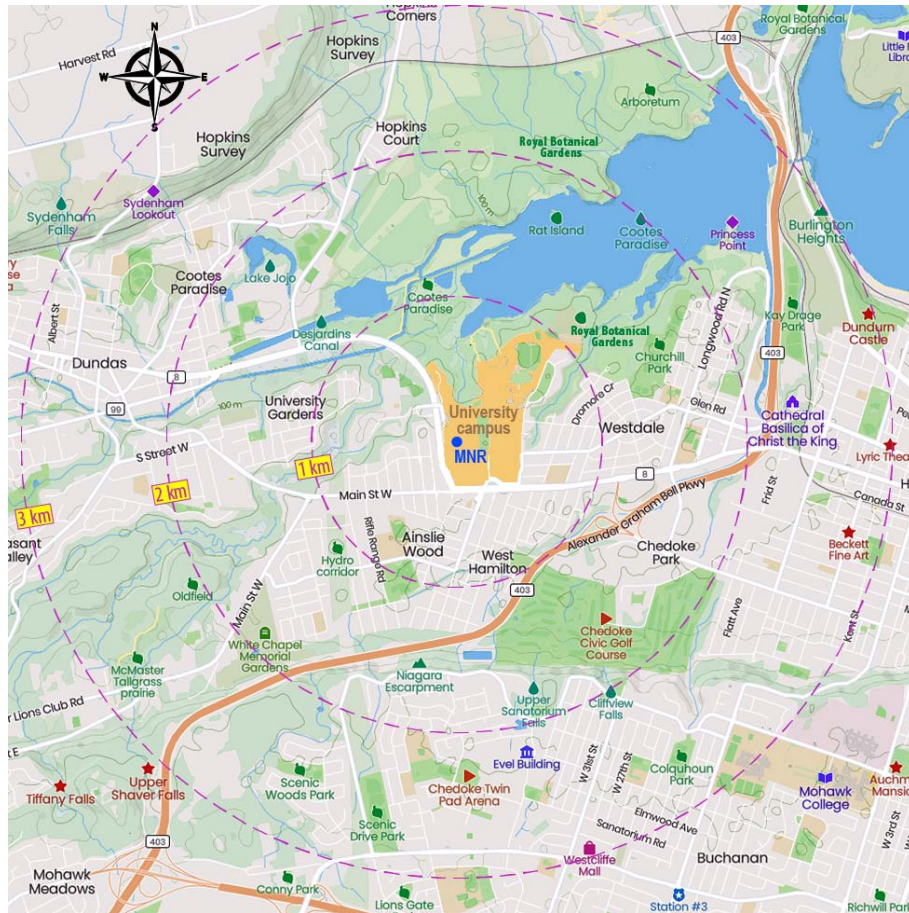 Hopkins
Corners
Royal Botanical
Gardens
403
Hopkins
Survey
Harvest Rd
N
W
E
S
Arboretum
Hopkins
Survey
Hopkins
Court
Royal Botanical
Gardens
100 m
Sydenham
Falls
Sydenham
Lookout
Rat Island
Cootes
Paradise
Princess
Point
Burlington
Heights
Cootes
Paradise
Lake Jojo
Cootes
Paradise
Longwood Rd N
Kay Drage
Park
Dundurn
Castle
Albert St
Desjardins
Canal
Royal Botanical
Gardens
Churchill
Park
403
Dundas
8
99
100 m
University
Gardens
University
campus
MNR
Dromore Cr
Westdale
Glen Rd
Cathedral
Basilica of
Christ the King
S Street W
8
1 km
2 km
3 km
Main St W
Alexander Graham Bell Pkwy
Frid St
Canada St
Ainslie
Wood
Rifle Range Rd
Hydro
corridor
West
Hamilton
403
Chedoke
Park
Beckett
Fine Art
Oldfield
Main St W
Flatt Ave
Kent St
White Chapel
Memorial
Gardens
Chedoke
Civic Golf
Course
McMaster
Tallgrass
prairie
Niagara
Escarpment
Upper
Sanatorium
Falls
Cliffview
Falls
Lions Club Rd
Evel Building
W 31st St
W 27th St
Colquhoun
Park
Mohawk
College
Tiffany Falls
Upper
Shaver Falls
Scenic
Woods Park
Chedoke Twin
Pad Arena
Elmwood Ave
Sanatorium Rd
W 3rd St
Scenic
Drive Park
403
Westcliffe
Mall
Buchanan
Mohawk
Meadows
Conny Park
Lions Gate
Station #3
Richwill Park